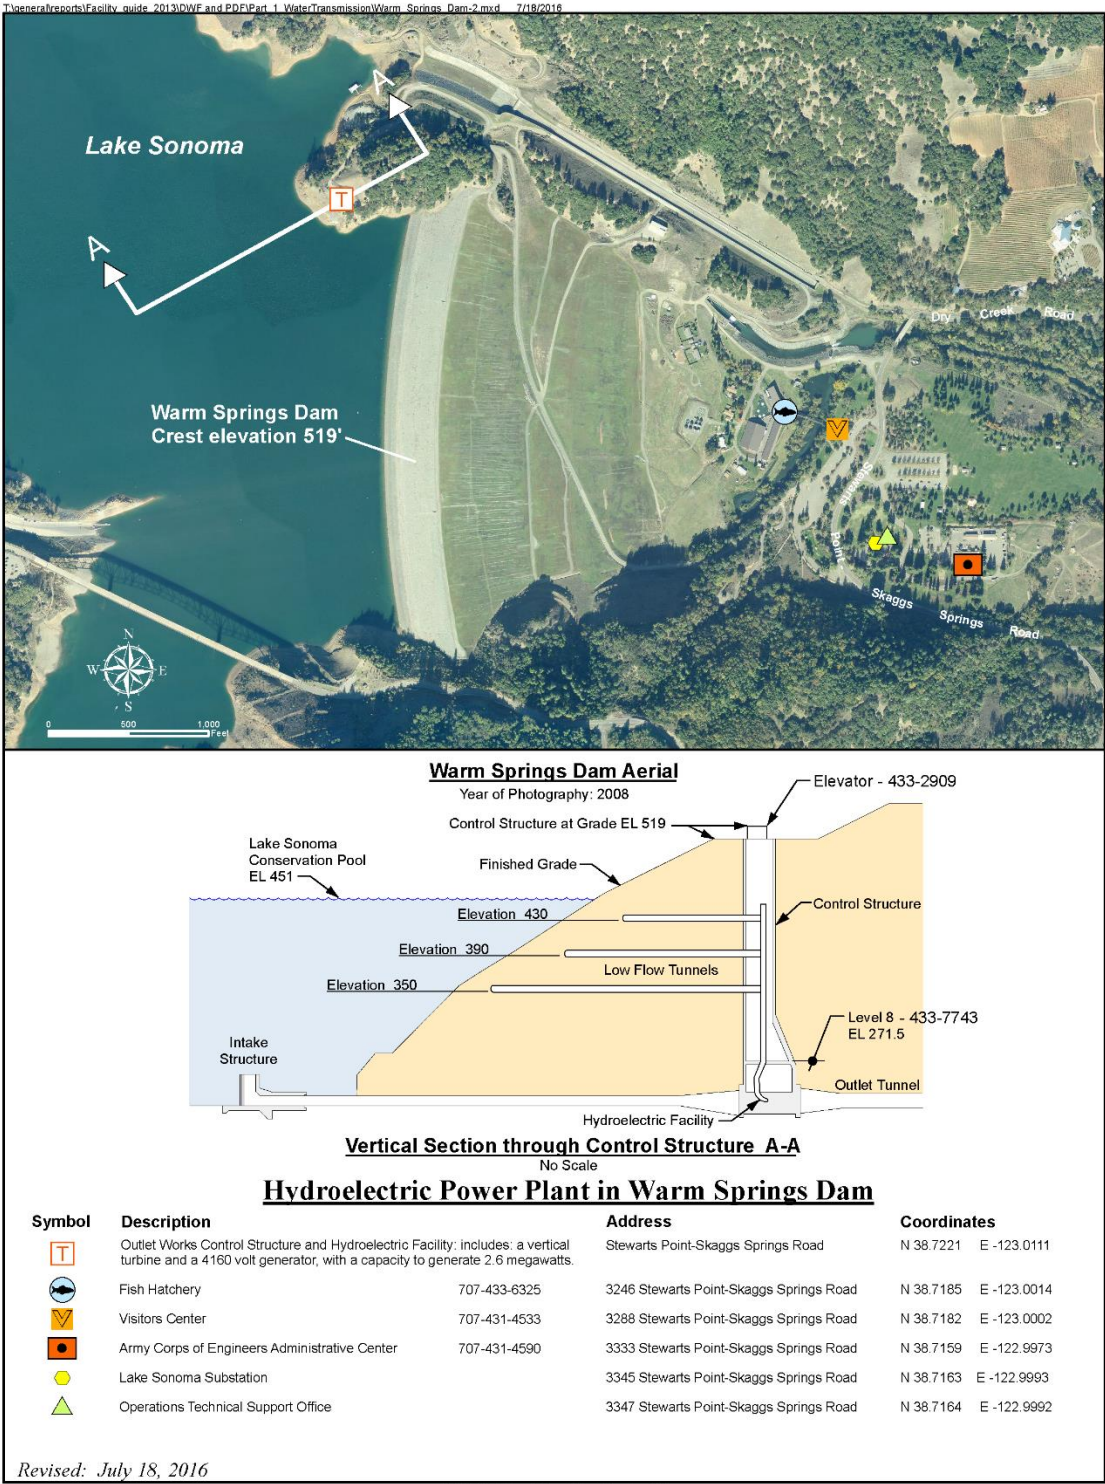 T:\general\reports\Facility_guide_2013\DWF and PDF\Part_1_WaterTransmission\Warm_Springs_Dam-2.mxd 7/18/2016
Lake Sonoma
A
A
T
Dry Creek Road
Warm Springs Dam
Crest elevation 519'
Stewarts
Point
Skaggs Springs Road
N
W E
S
0 500 1,000
Feet
Warm Springs Dam Aerial
Year of Photography: 2008
Elevator - 433-2909
Control Structure at Grade EL 519
Lake Sonoma
Conservation Pool
EL 451
Finished Grade
Elevation 430
Control Structure
Elevation 390
Low Flow Tunnels
Elevation 350
Level 8 - 433-7743
EL 271.5
Intake
Structure
Outlet Tunnel
Hydroelectric Facility
Vertical Section through Control Structure A-A
No Scale
Hydroelectric Power Plant in Warm Springs Dam
Symbol Description Address Coordinates
T Outlet Works Control Structure and Hydroelectric Facility: includes: a vertical Stewarts Point-Skaggs Springs Road N 38.7221 E -123.0111
turbine and a 4160 volt generator, with a capacity to generate 2.6 megawatts.
Fish Hatchery 707-433-6325 3246 Stewarts Point-Skaggs Springs Road N 38.7185 E -123.0014
Visitors Center 707-431-4533 3288 Stewarts Point-Skaggs Springs Road N 38.7182 E -123.0002
Army Corps of Engineers Administrative Center 707-431-4590 3333 Stewarts Point-Skaggs Springs Road N 38.7159 E -122.9973
Lake Sonoma Substation 3345 Stewarts Point-Skaggs Springs Road N 38.7163 E -122.9993
Operations Technical Support Office 3347 Stewarts Point-Skaggs Springs Road N 38.7164 E -122.9992
Revised: July 18, 2016